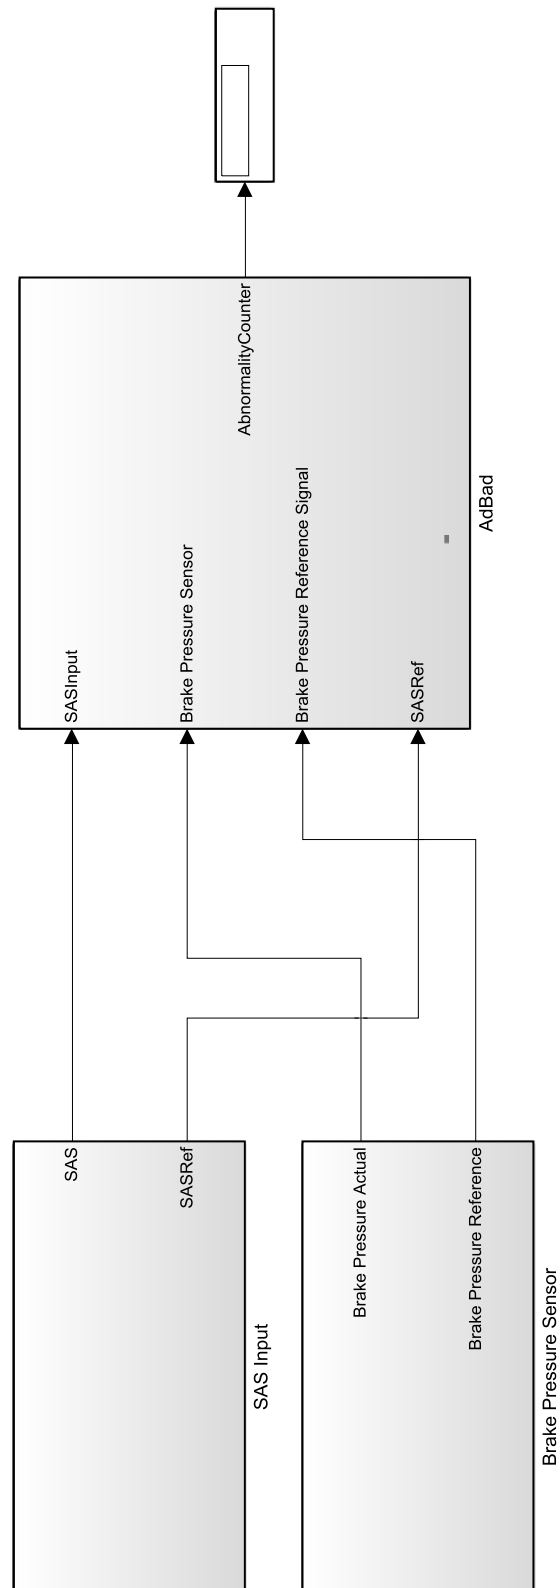 SAS
SASRef
SAS Input
Brake Pressure Actual
Brake Pressure Reference
Brake Pressure Sensor
SASInput
Brake Pressure Sensor
Brake Pressure Reference Signal
SASRef
AbnormalityCounter
AdBad